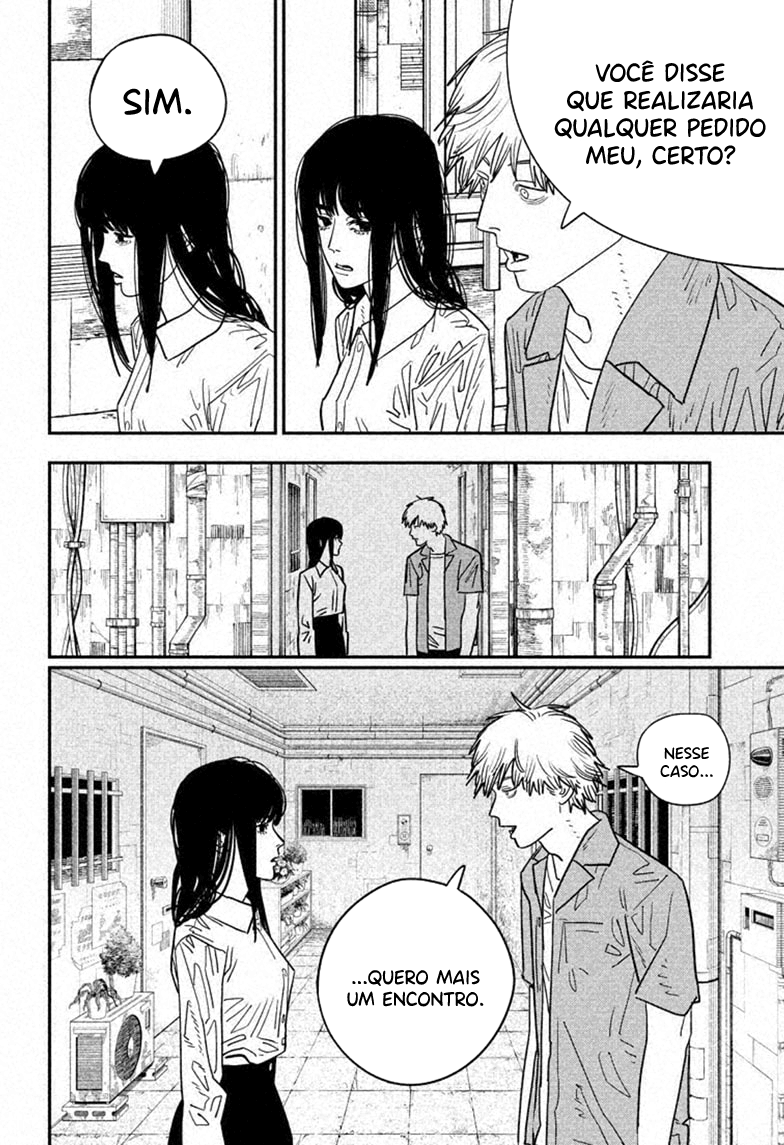 VOCÊ DISSE
QUE REALIZARIA
QUALQUER PEDIDO
MEU, CERTO?
SIM.
NESSE
CASO...
...QUERO MAIS
UM ENCONTRO.